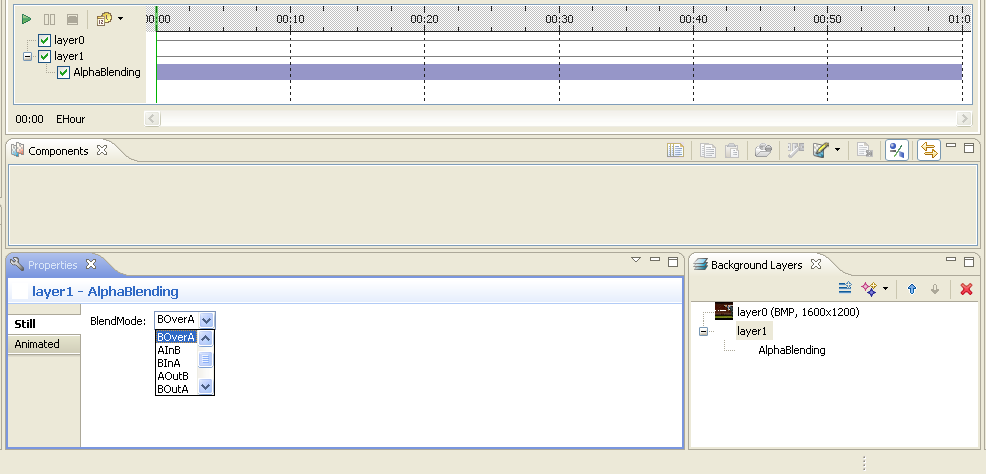 00:00 00:10 00:20 00:30 00:40 00:50 01:0
layer0
layer1
AlphaBlending
00:00 EHour
Components
Properties
layer1 - AlphaBlending
Still
Animated
BlendMode: BOverA
BOverA
AInB
BInA
AOutB
BOutA
Background Layers
layer0 (BMP, 1600x1200)
layer1
AlphaBlending